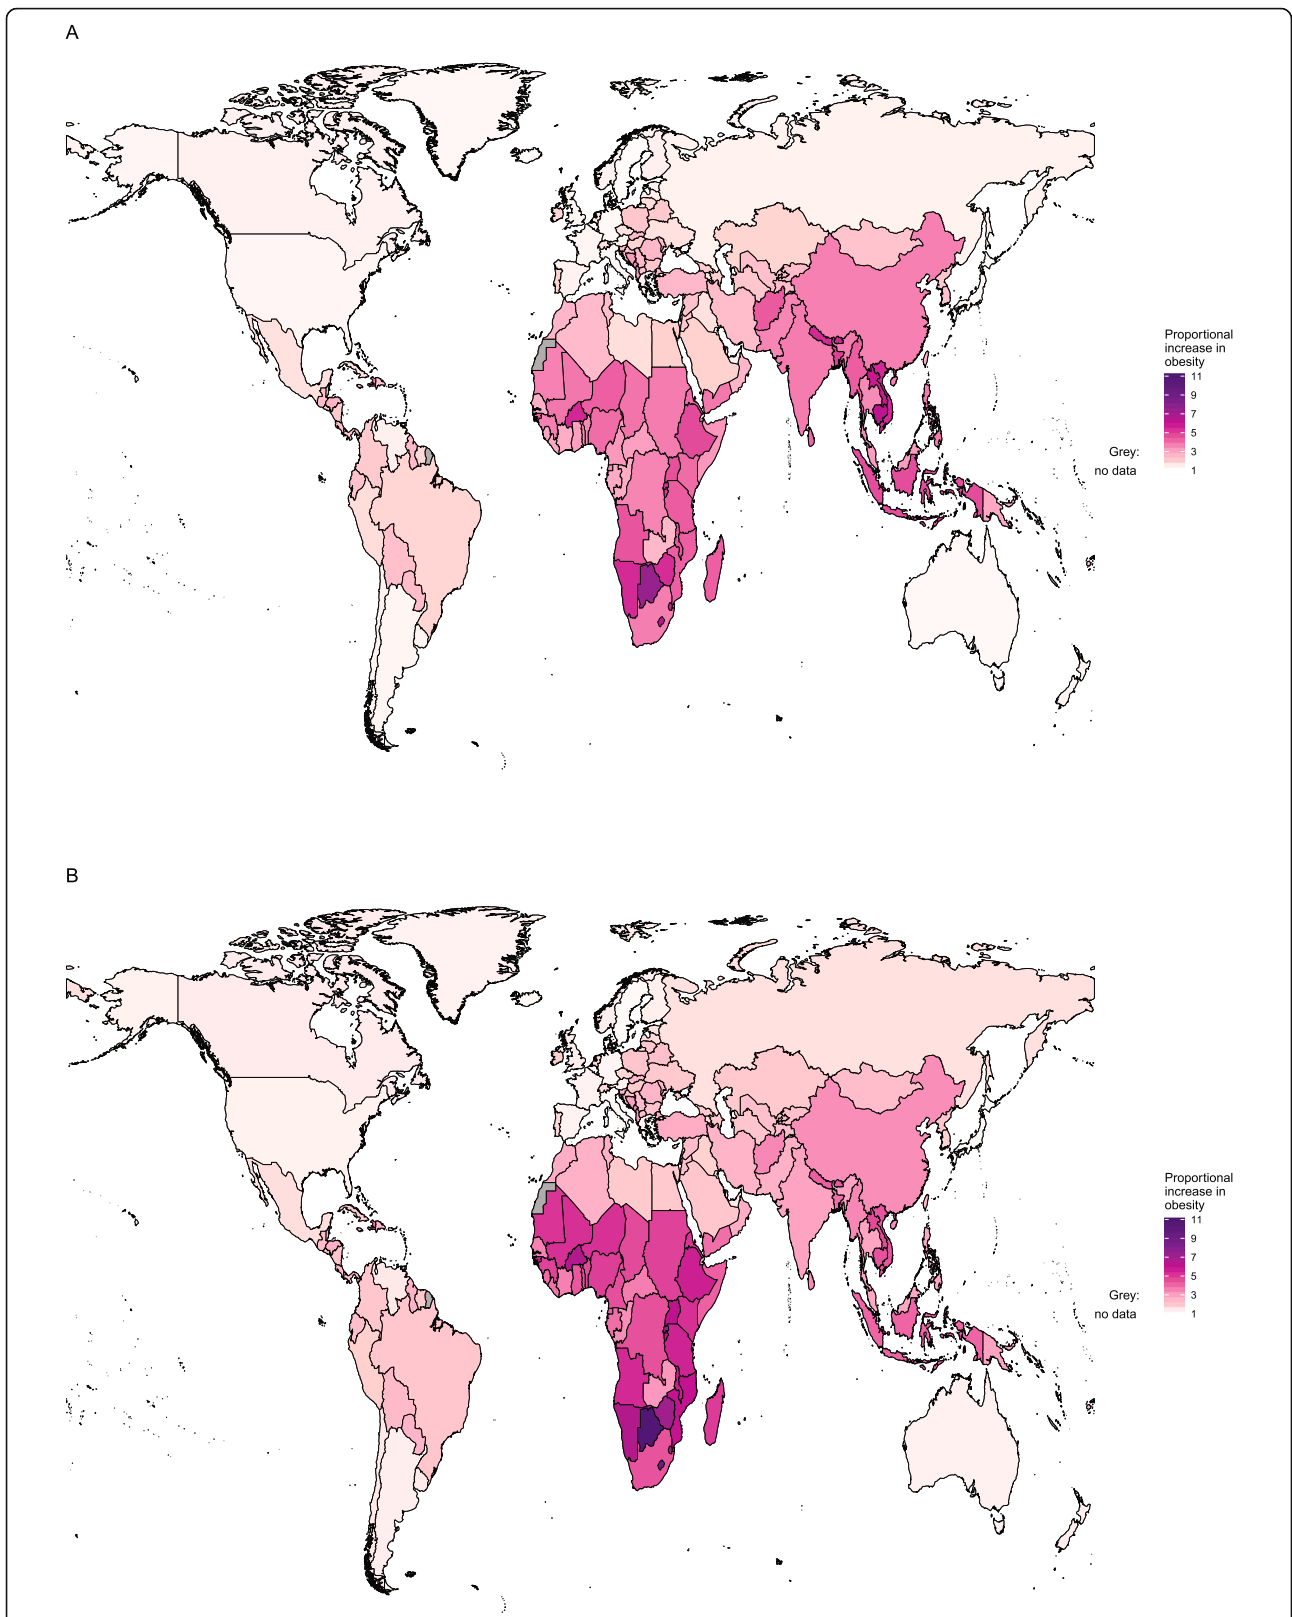 A
Proportional
increase in
obesity
11
9
7
5
3
1
Grey:
no data
B
Proportional
increase in
obesity
11
9
7
5
3
1
Grey:
no data